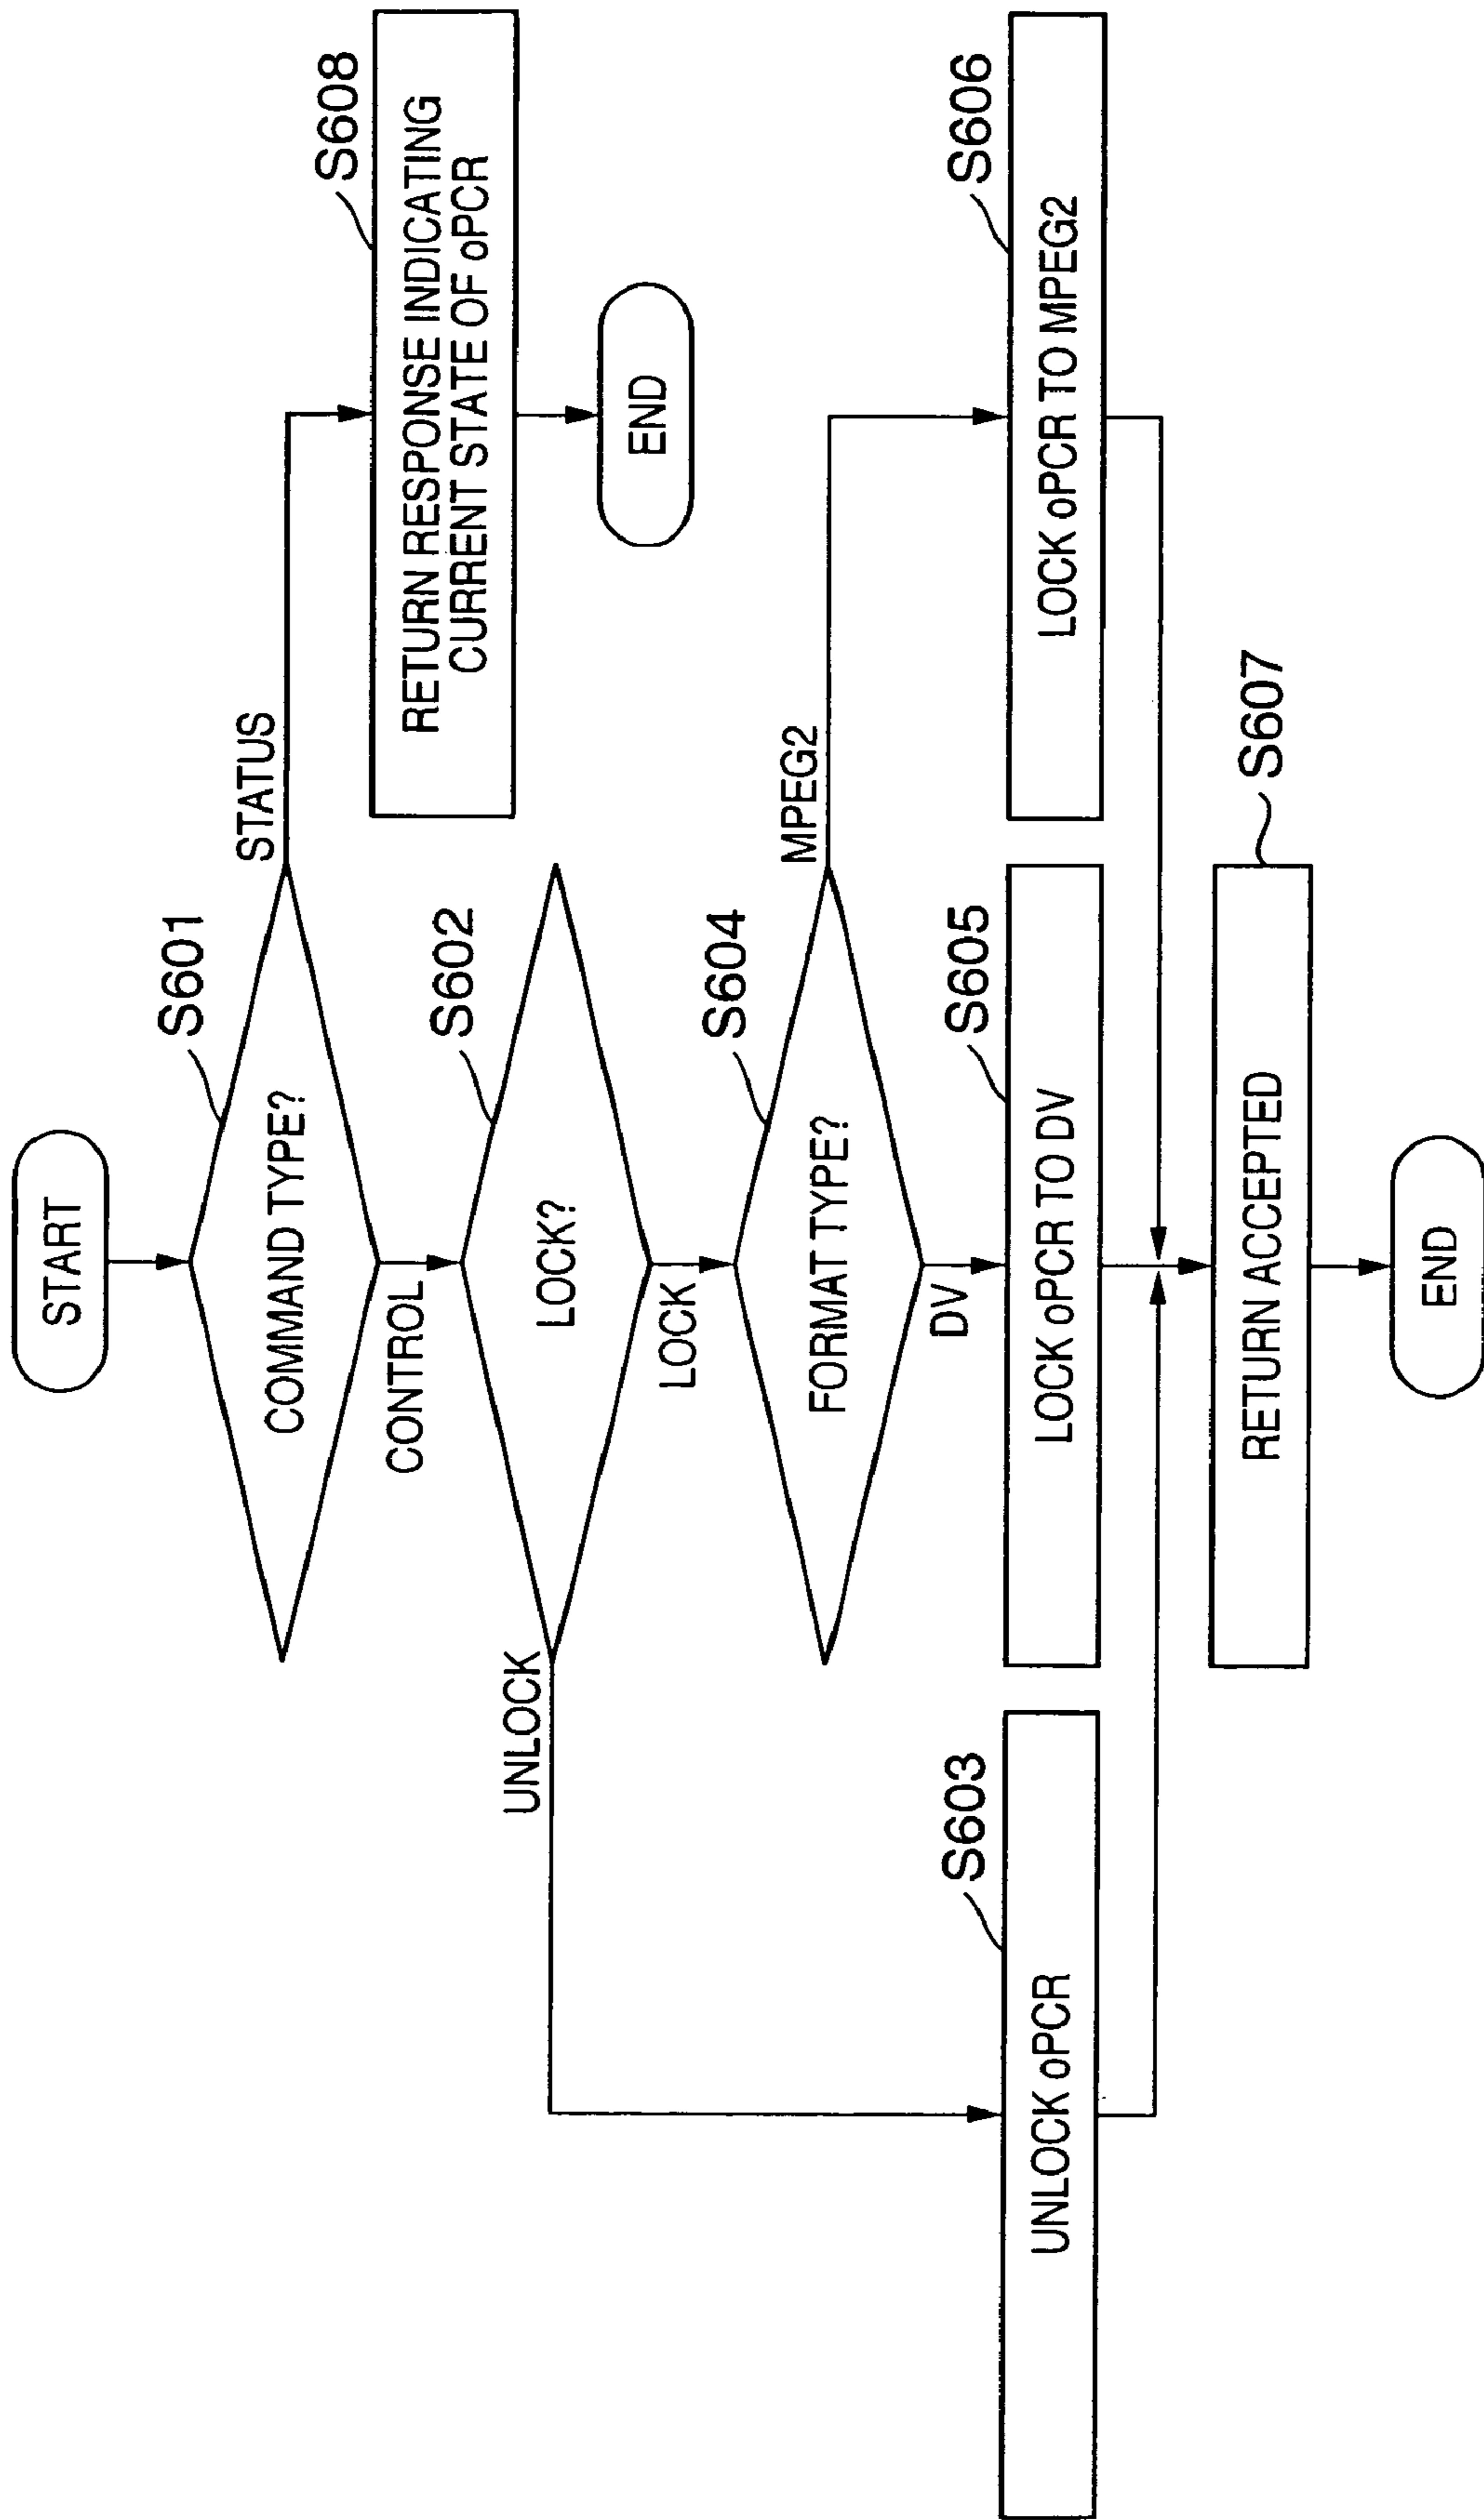 START
S601
COMMAND TYPE?
STATUS
S608
RETURN RESPONSE INDICATING
CURRENT STATE OF oPCR
END
CONTROL
S602
LOCK?
UNLOCK
LOCK
S604
FORMAT TYPE?
MPEG2
DV
S603
UNLOCK oPCR
S605
LOCK oPCR TO DV
S606
LOCK oPCR TO MPEG2
S607
RETURN ACCEPTED
END